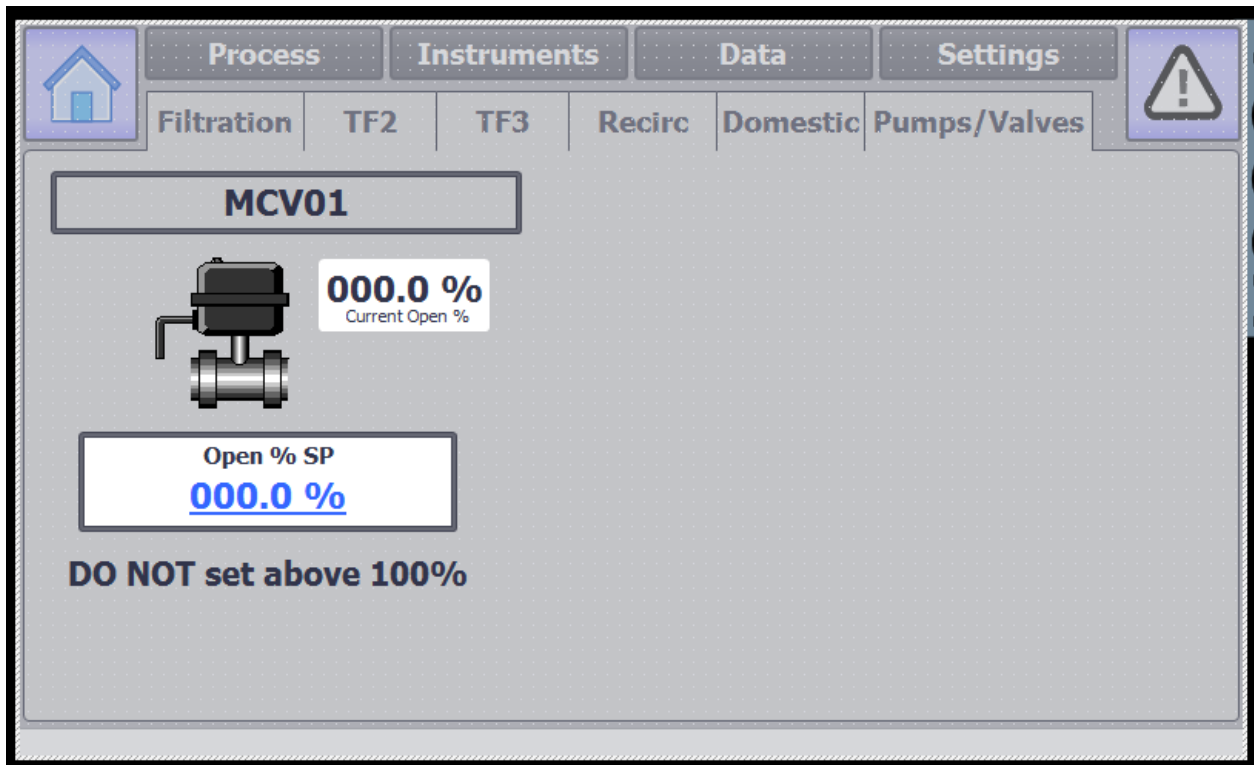 Process Instruments Data Settings
Filtration TF2 TF3 Recirc Domestic Pumps/Valves
MCV01
000.0 %
Current Open %
Open % SP
000.0 %
DO NOT set above 100%